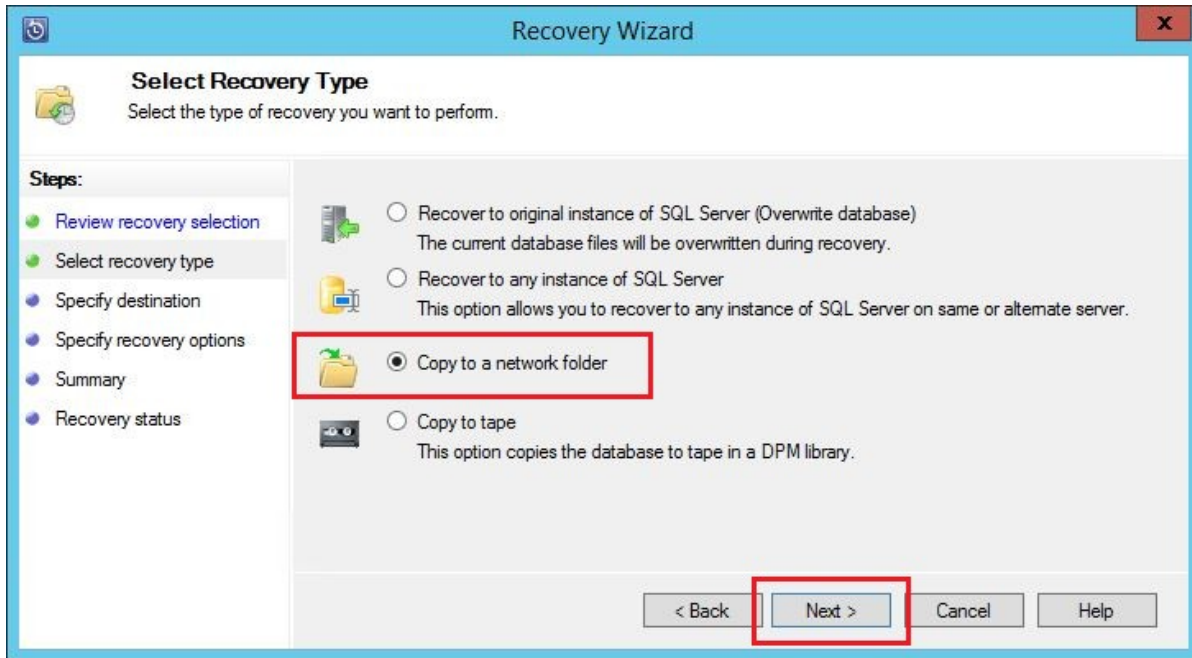 Recovery Wizard
x
Select Recovery Type
Select the type of recovery you want to perform.
Steps:
Review recovery selection
Select recovery type
Specify destination
Specify recovery options
Summary
Recovery status
Recover to original instance of SQL Server (Overwrite database)
The current database files will be overwritten during recovery.
Recover to any instance of SQL Server
This option allows you to recover to any instance of SQL Server on same or alternate server.
Copy to a network folder
Copy to tape
This option copies the database to tape in a DPM library.
< Back
Next >
Cancel
Help